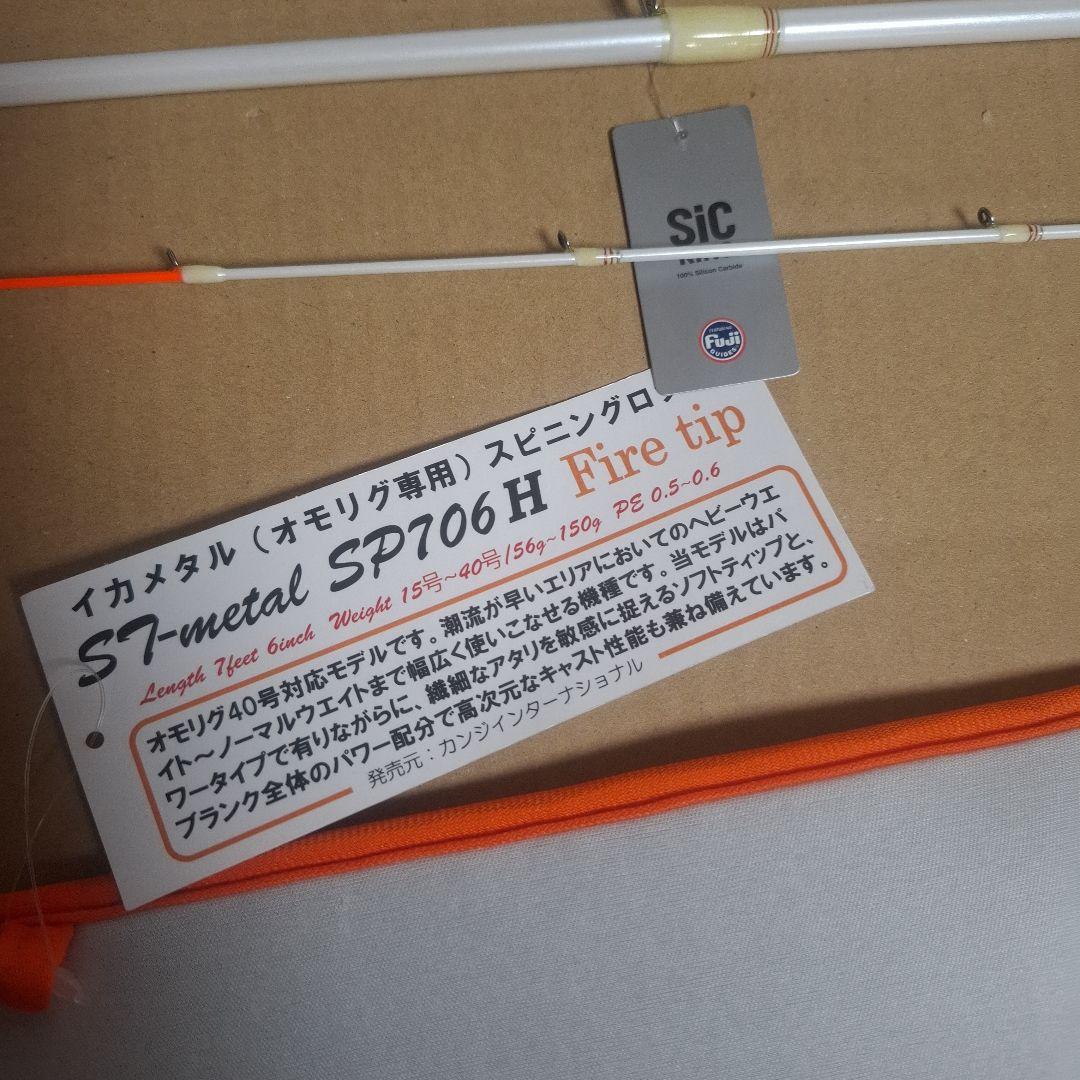 SiC
100% Silicon Carbide
Fuji
GUIDES
イカメタル（オモリグ専用）スピニングロッ
ST-metal SP706H Fire tip
Length 7feet 6inch Weight 15号～40号/56g～150g PE 0.5～0.6
オモリグ40号対応モデルです。潮流が早いエリアにおいてのヘビーウエ
イト～ノーマルウエイトまで幅広く使いこなせる機種です。当モデルはパ
ワータイプで有りながらに、繊細なアタリを敏感に捉えるソフトティップと、
ブランク全体のパワー配分で高次元なキャスト性能も兼ね備えています。
発売元：カンジインターナショナル